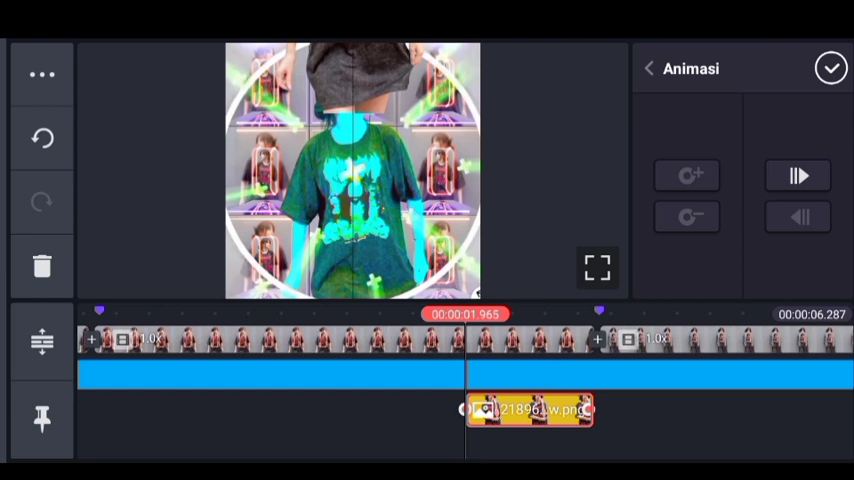 Animasi
00:00:01.965
00:00:06.287
1.0x
1.0x
21896...w.png